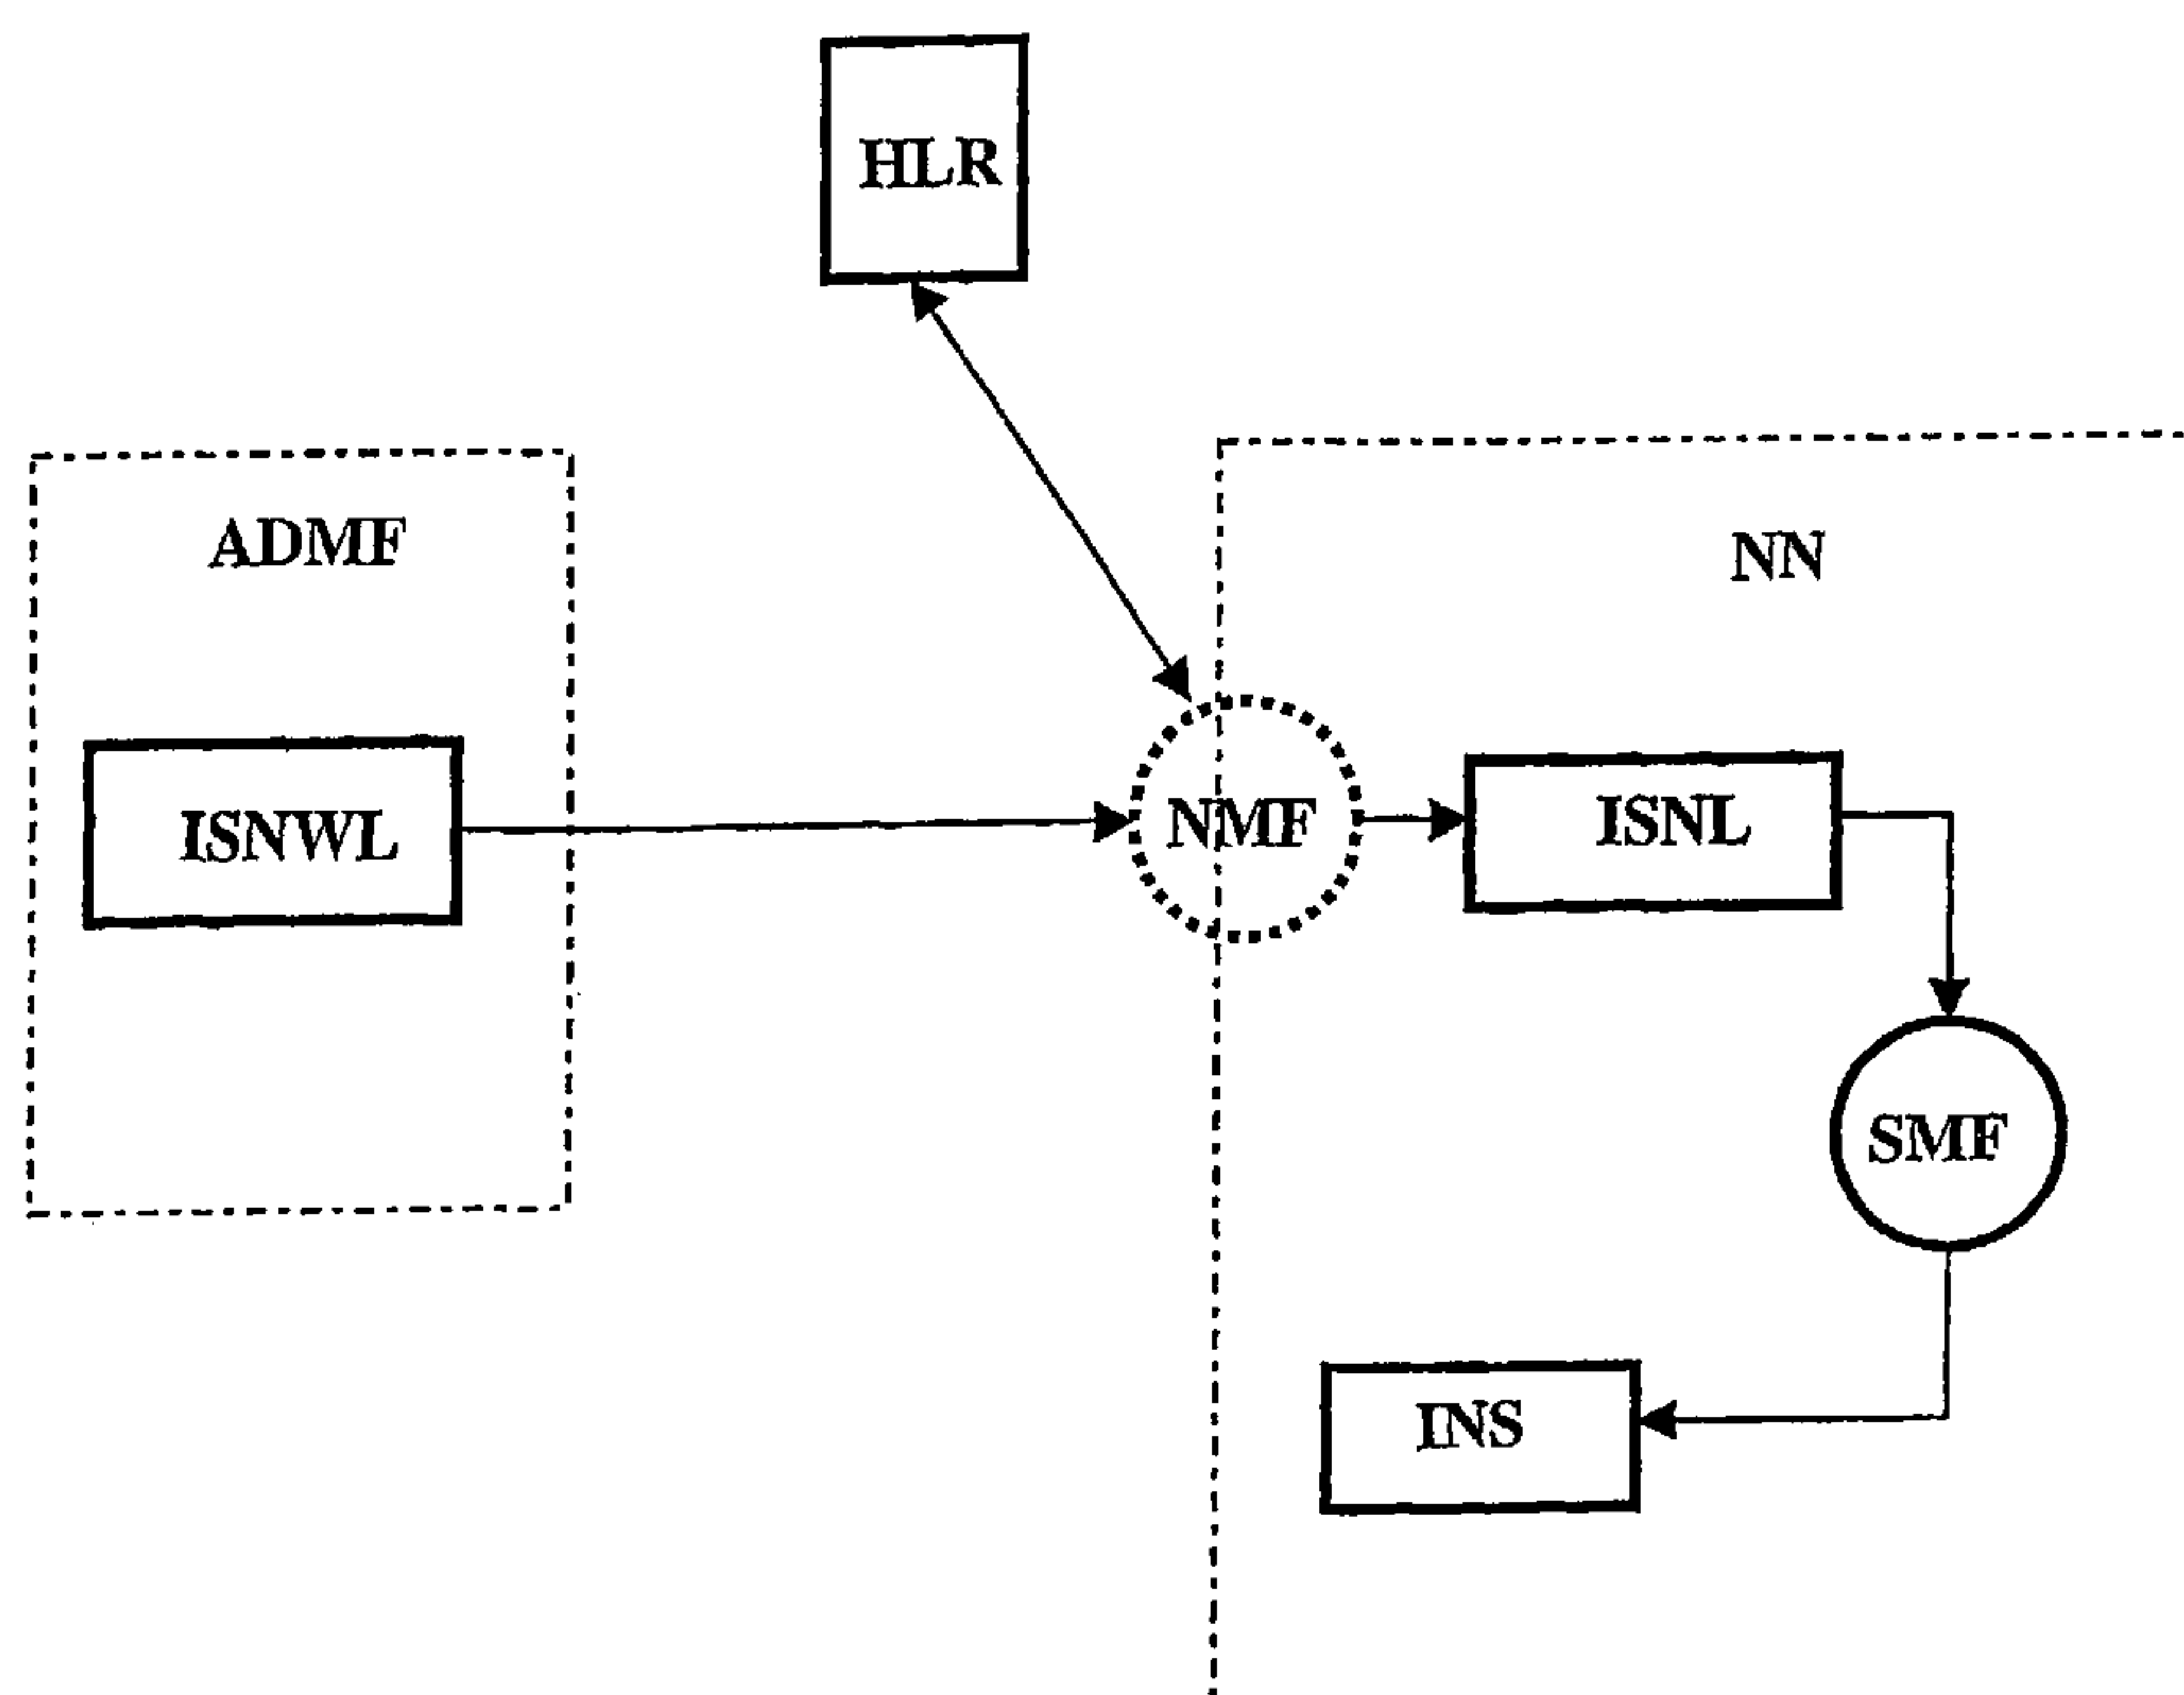 HLR
ADMF
NN
ISNWL
NMF
ISNL
SMF
INS